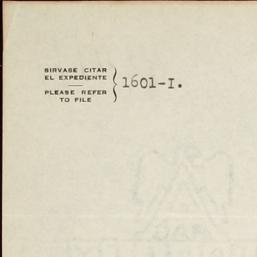 SIRVASE CITAR
EL EXPEDIENTE
PLEASE REFER
TO FILE
1601-I.